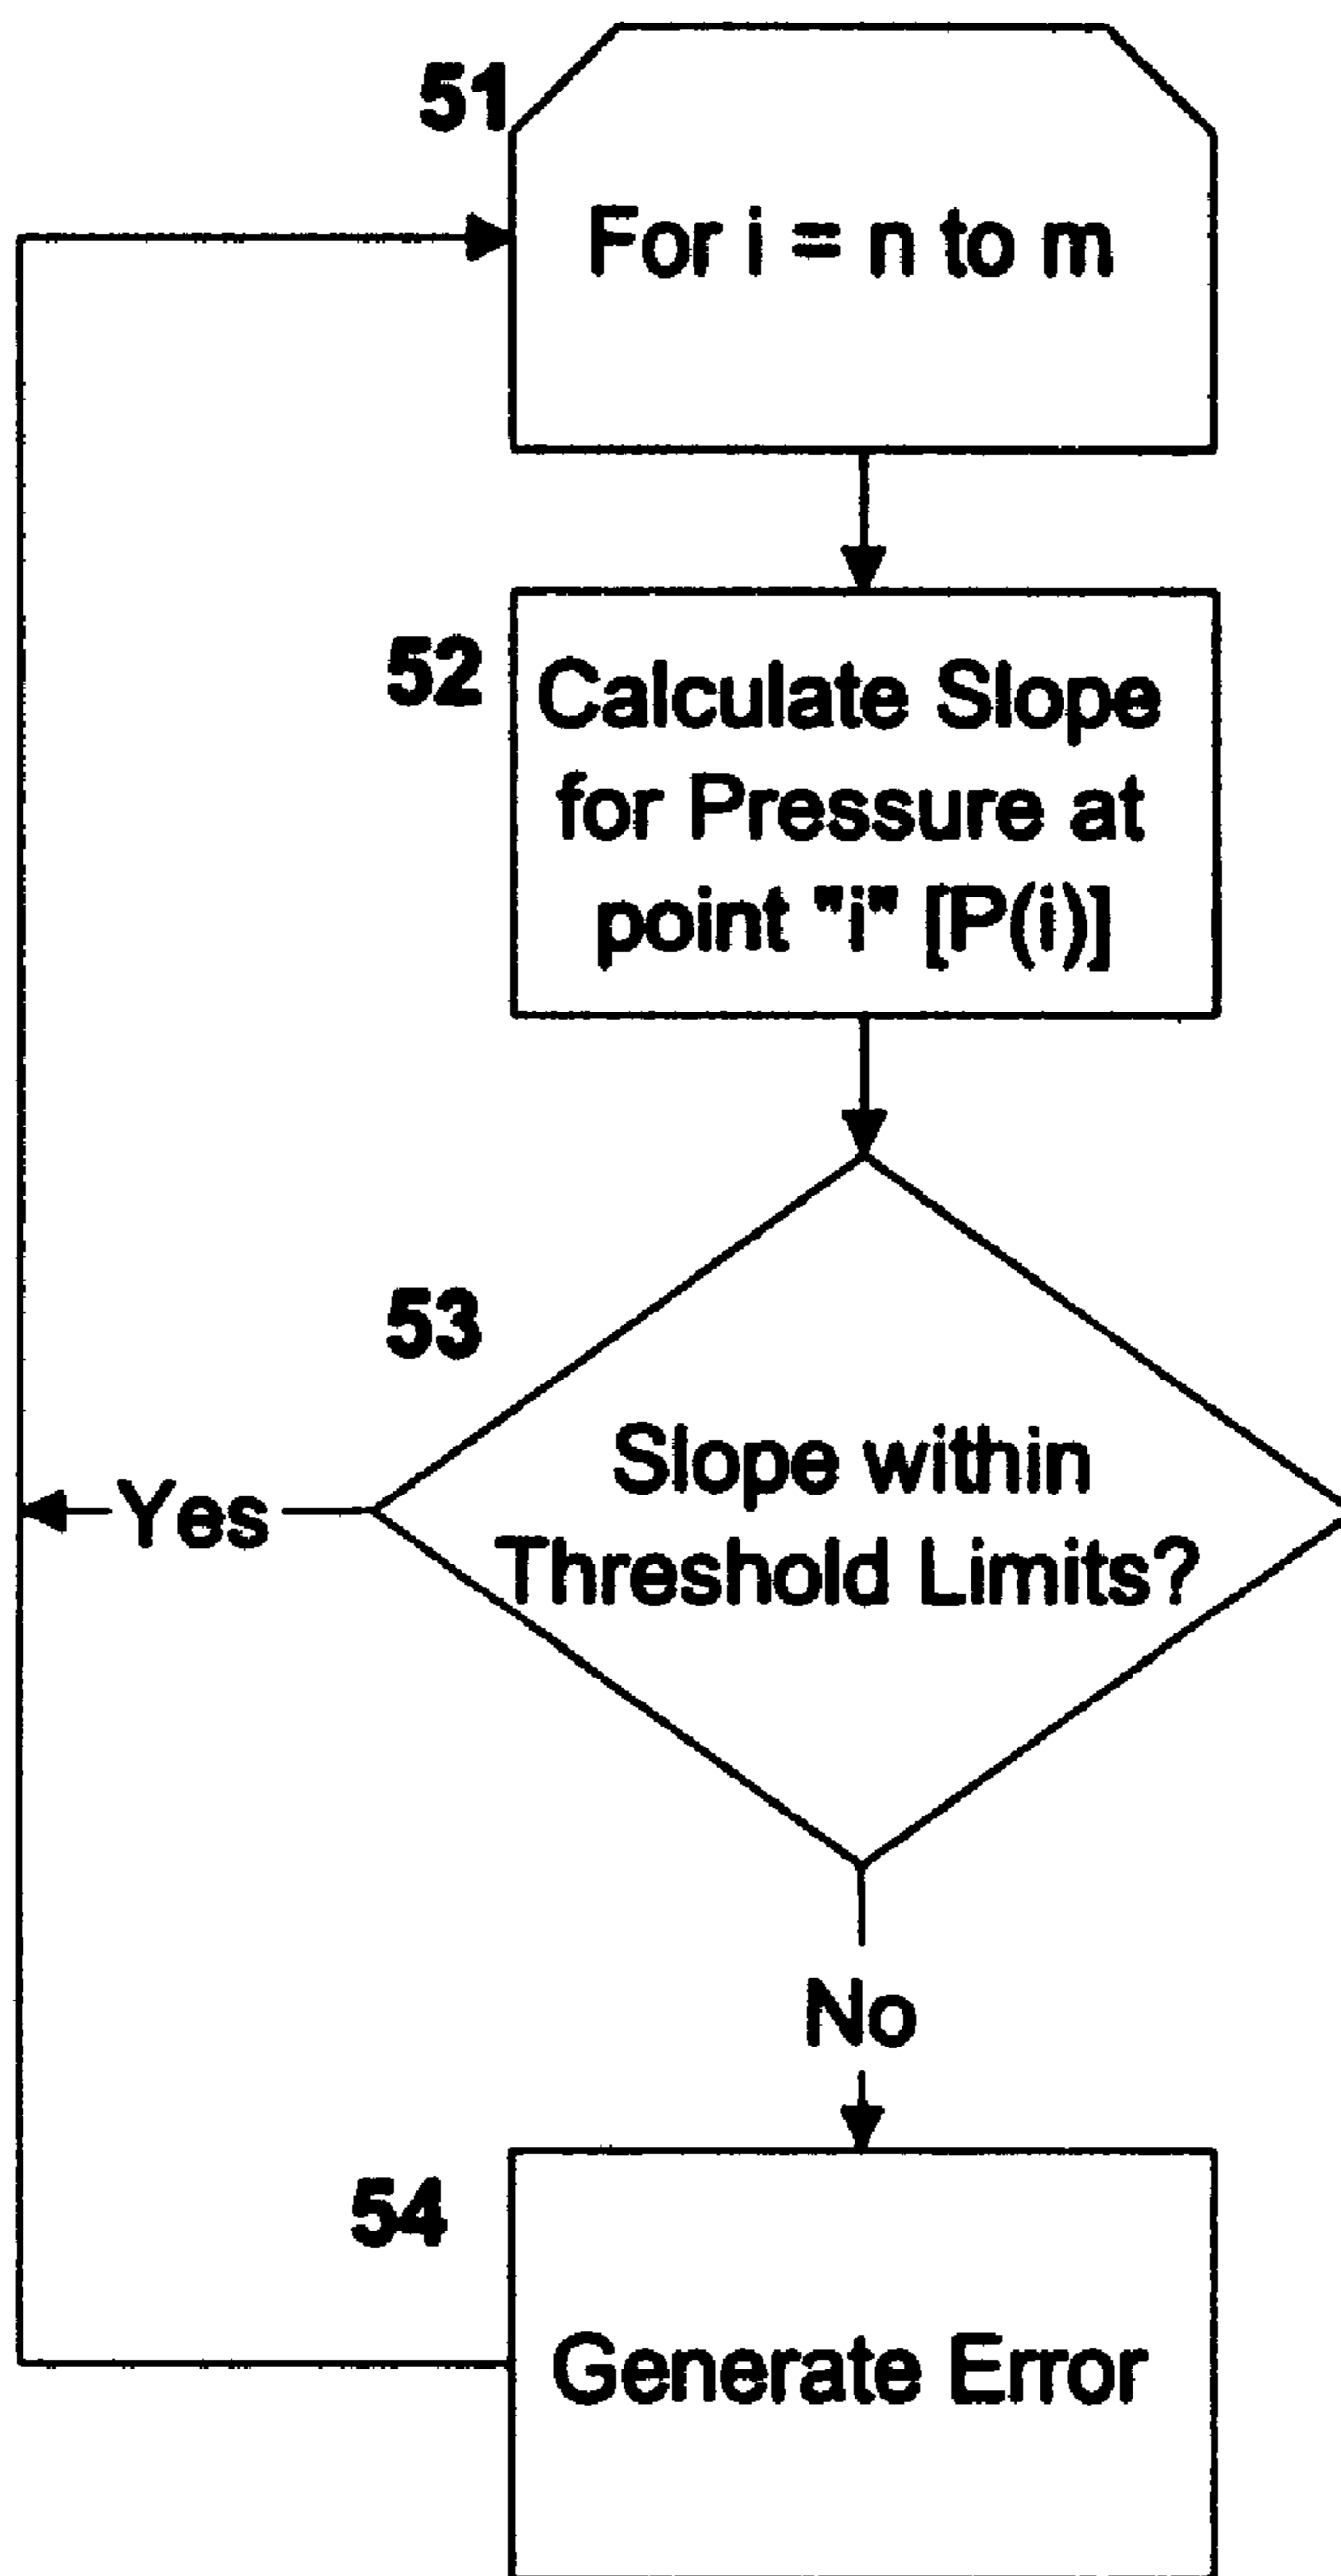 51
For i = n to m
52
Calculate Slope
for Pressure at
point "i" [P(i)]
53
Slope within
Threshold Limits?
Yes
No
54
Generate Error